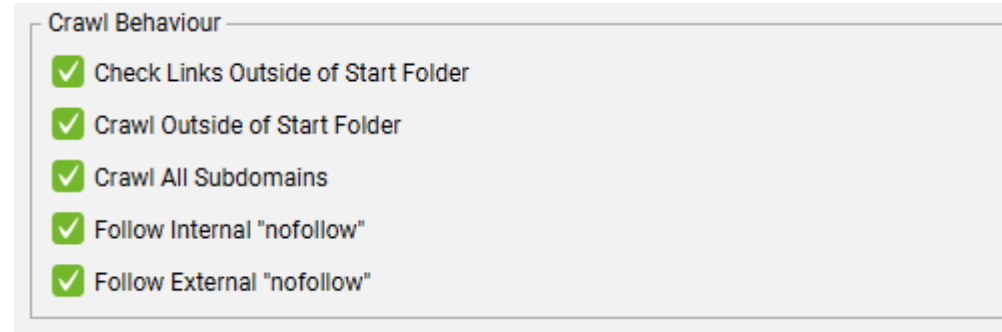 Crawl Behaviour
Check Links Outside of Start Folder
Crawl Outside of Start Folder
Crawl All Subdomains
Follow Internal "nofollow"
Follow External "nofollow"